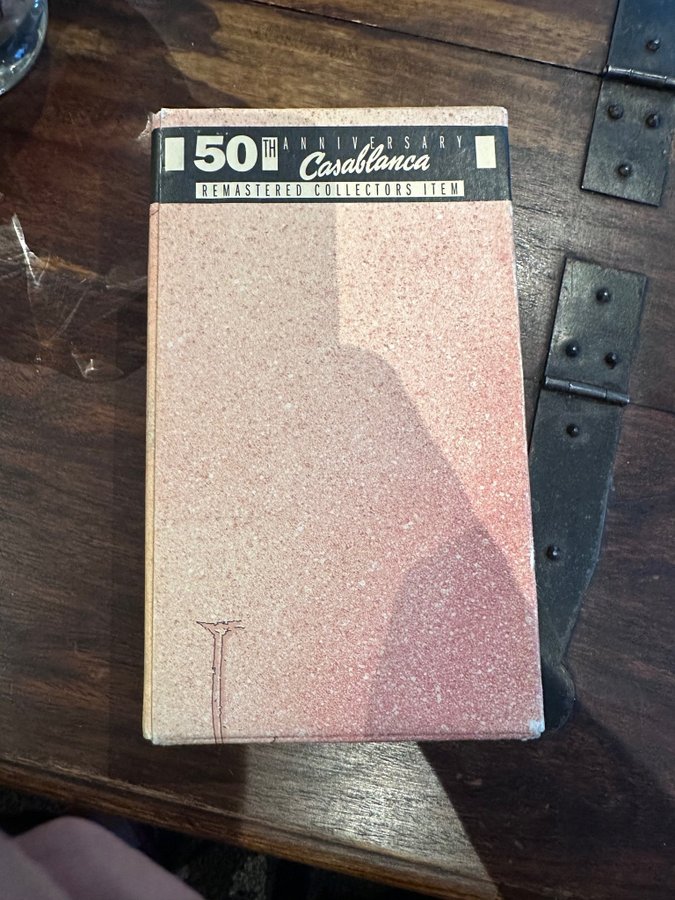 50TH ANNIVERSARY
Casablanca
REMASTERED COLLECTORS ITEM